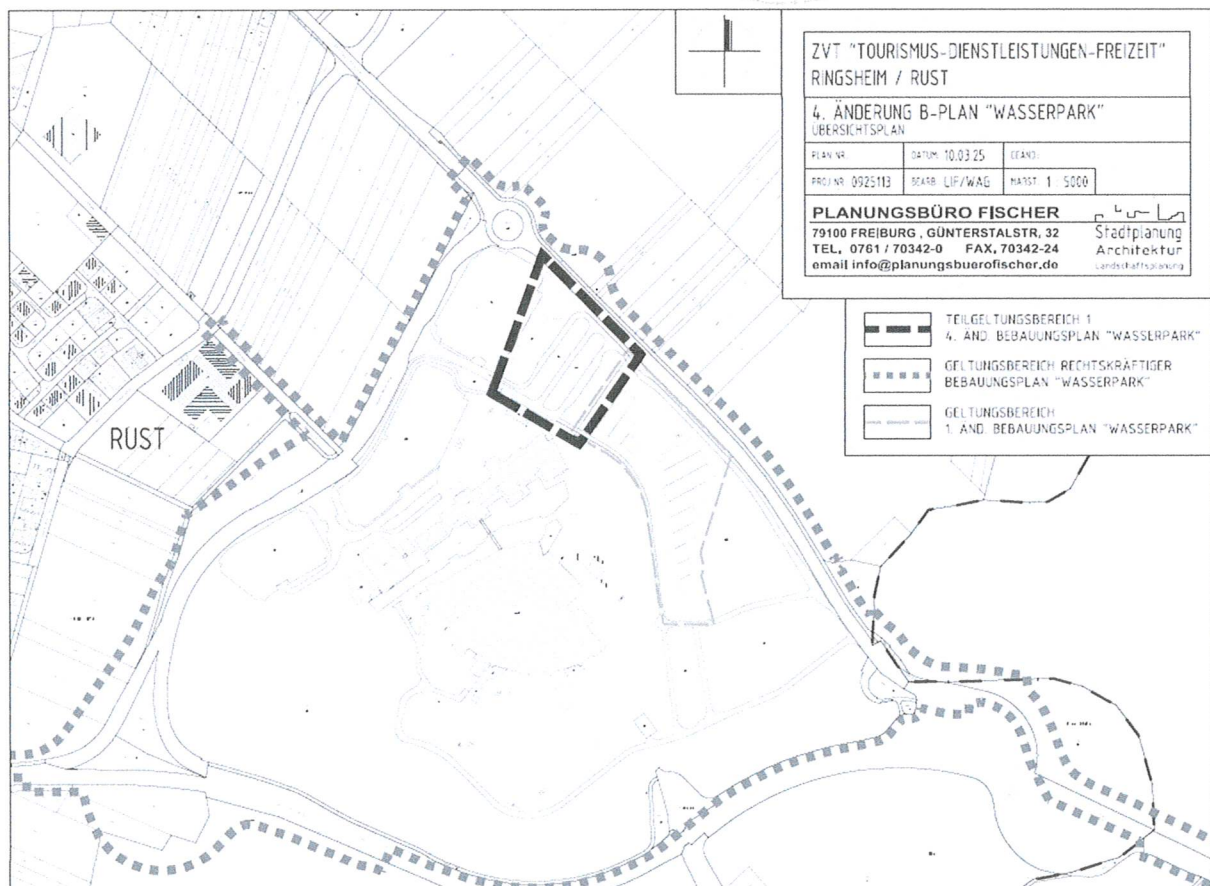 ZVT "TOURISMUS-DIENSTLEISTUNGEN-FREIZEIT"
RINGSHEIM / RUST
4. ÄNDERUNG B-PLAN "WASSERPARK"
ÜBERSICHTSPLAN
PLAN NR.
DATUM: 10.03.25
GEÄND.:
PROJ.NR. 0925113
BEARB. LIF/WAG
MAßST. 1 : 5000
PLANUNGSBÜRO FISCHER
79100 FREIBURG , GÜNTERSTALSTR, 32
TEL, 0761 / 70342-0 FAX, 70342-24
email info@planungsbuerofischer.de
Stadtplanung
Architektur
Landschaftsplanung
TEILGELTUNGSBEREICH 1
4. ÄND. BEBAUUNGSPLAN "WASSERPARK"
GELTUNGSBEREICH RECHTSKRÄFTIGER
BEBAUUNGSPLAN "WASSERPARK"
GELTUNGSBEREICH
1. ÄND. BEBAUUNGSPLAN "WASSERPARK"
RUST